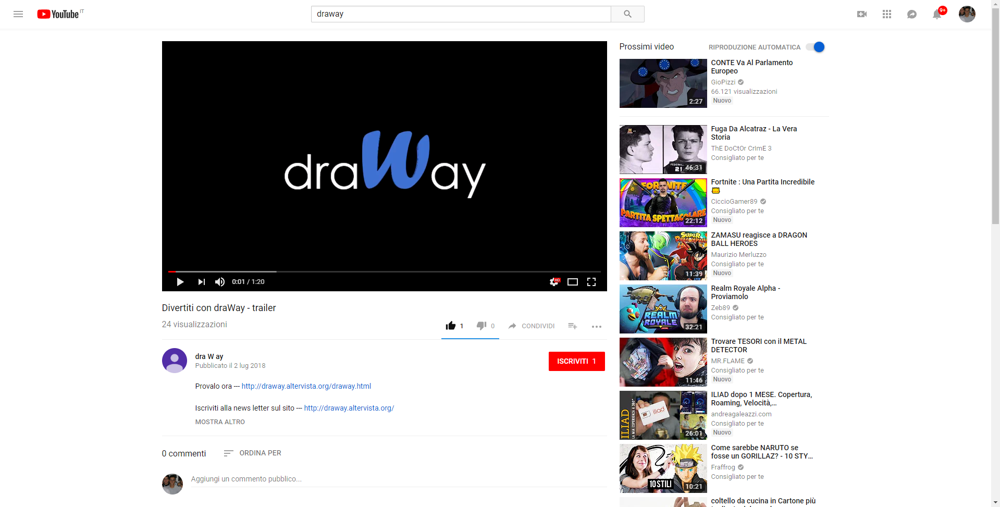 YouTube IT
draway
9+
draWay
0:01 / 1:20
HD
Divertiti con draWay - trailer
24 visualizzazioni
1
0
CONDIVIDI
dra W ay
Pubblicato il 2 lug 2018
ISCRIVITI 1
Provalo ora --- http://draway.altervista.org/draway.html
Iscriviti alla news letter sul sito --- http://draway.altervista.org/
MOSTRA ALTRO
0 commenti
ORDINA PER
Aggiungi un commento pubblico...
Prossimi video
RIPRODUZIONE AUTOMATICA
2:27
CONTE Va Al Parlamento
Europeo
GioPizzi
66.121 visualizzazioni
Nuovo
H
FEDERAL
21
46:31
Fuga Da Alcatraz - La Vera
Storia
ThE DoCtOr CrImE 3
Consigliato per te
FORTNITE
PARTITA SPETTACOLARE
22:12
Fortnite : Una Partita Incredibile
CiccioGamer89
Consigliato per te
Nuovo
SUPER
11:39
ZAMASU reagisce a DRAGON
BALL HEROES
Maurizio Merluzzo
Consigliato per te
Nuovo
REALM
ROYALE
32:21
Realm Royale Alpha -
Proviamolo
Zeb89
Consigliato per te
11:46
Trovare TESORI con il METAL
DETECTOR
MR.FLAME
Consigliato per te
Nuovo
ILIAD
LA MIA ESPERIENZA A 360°
iliad
26:01
ILIAD dopo 1 MESE. Copertura,
Roaming, Velocità,...
andreagaleazzi.com
Consigliato per te
Nuovo
10 STILI
10:21
Come sarebbe NARUTO se
fosse un GORILLAZ? - 10 STY...
Fraffrog
Consigliato per te
coltello da cucina in Cartone più